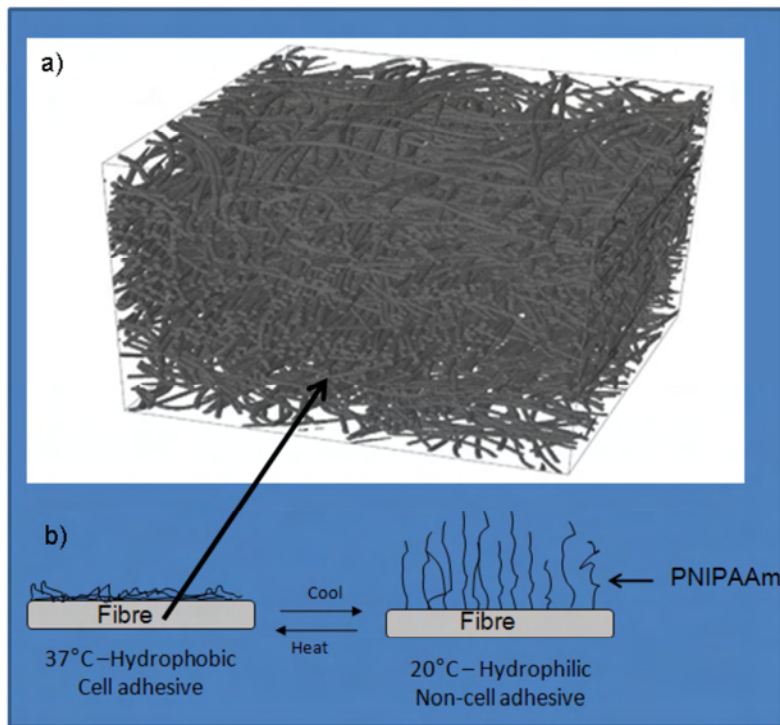 a)
b)
Fibre
37°C–Hydrophobic
Cell adhesive
Cool
Heat
PNIPAAm
Fibre
20°C – Hydrophilic
Non-cell adhesive